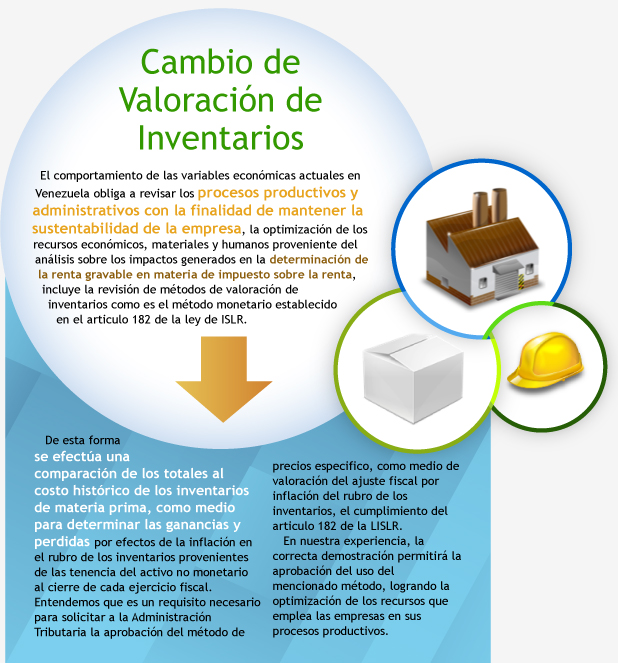 Cambio de
Valoración de
Inventarios
El comportamiento de las variables económicas actuales en
Venezuela obliga a revisar los procesos productivos y
administrativos con la finalidad de mantener la
sustentabilidad de la empresa, la optimización de los
recursos económicos, materiales y humanos proveniente del
análisis sobre los impactos generados en la determinación de
la renta gravable en materia de impuesto sobre la renta,
incluye la revisión de métodos de valoración de
inventarios como es el método monetario establecido
en el articulo 182 de la ley de ISLR.
De esta forma
se efectúa una
comparación de los totales al
costo histórico de los inventarios
de materia prima, como medio
para determinar las ganancias y
perdidas por efectos de la inflación en
el rubro de los inventarios provenientes
de las tenencia del activo no monetario
al cierre de cada ejercicio fiscal.
Entendemos que es un requisito necesario
para solicitar a la Administración
Tributaria la aprobación del método de
precios especifico, como medio de
valoración del ajuste fiscal por
inflación del rubro de los
inventarios, el cumplimiento del
articulo 182 de la LISLR.
En nuestra experiencia, la
correcta demostración permitirá la
aprobación del uso del
mencionado método, logrando la
optimización de los recursos que
emplea las empresas en sus
procesos productivos.